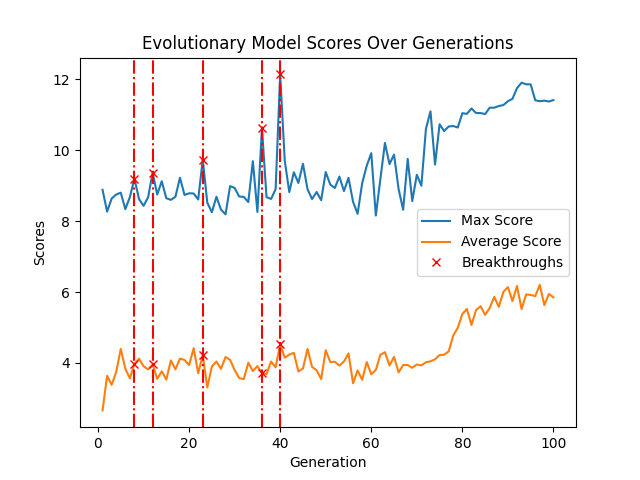 Evolutionary Model Scores Over Generations
12
10
8
6
4
Scores
Max Score
Average Score
Breakthroughs
0 20 40 60 80 100
Generation